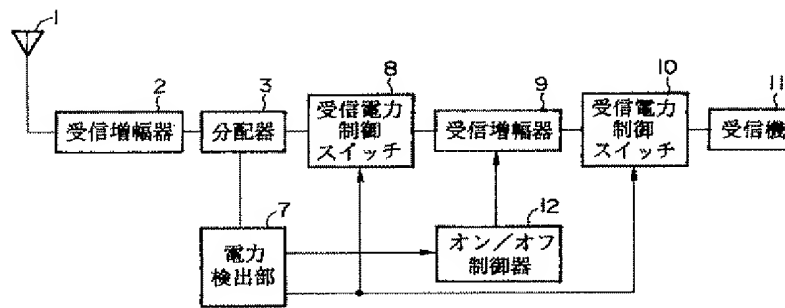 1
2
受信増幅器
3
分配器
8
受信電力
制御
スイッチ
9
受信増幅器
10
受信電力
制御
スイッチ
11
受信機
7
電力
検出部
12
オン/オフ
制御器